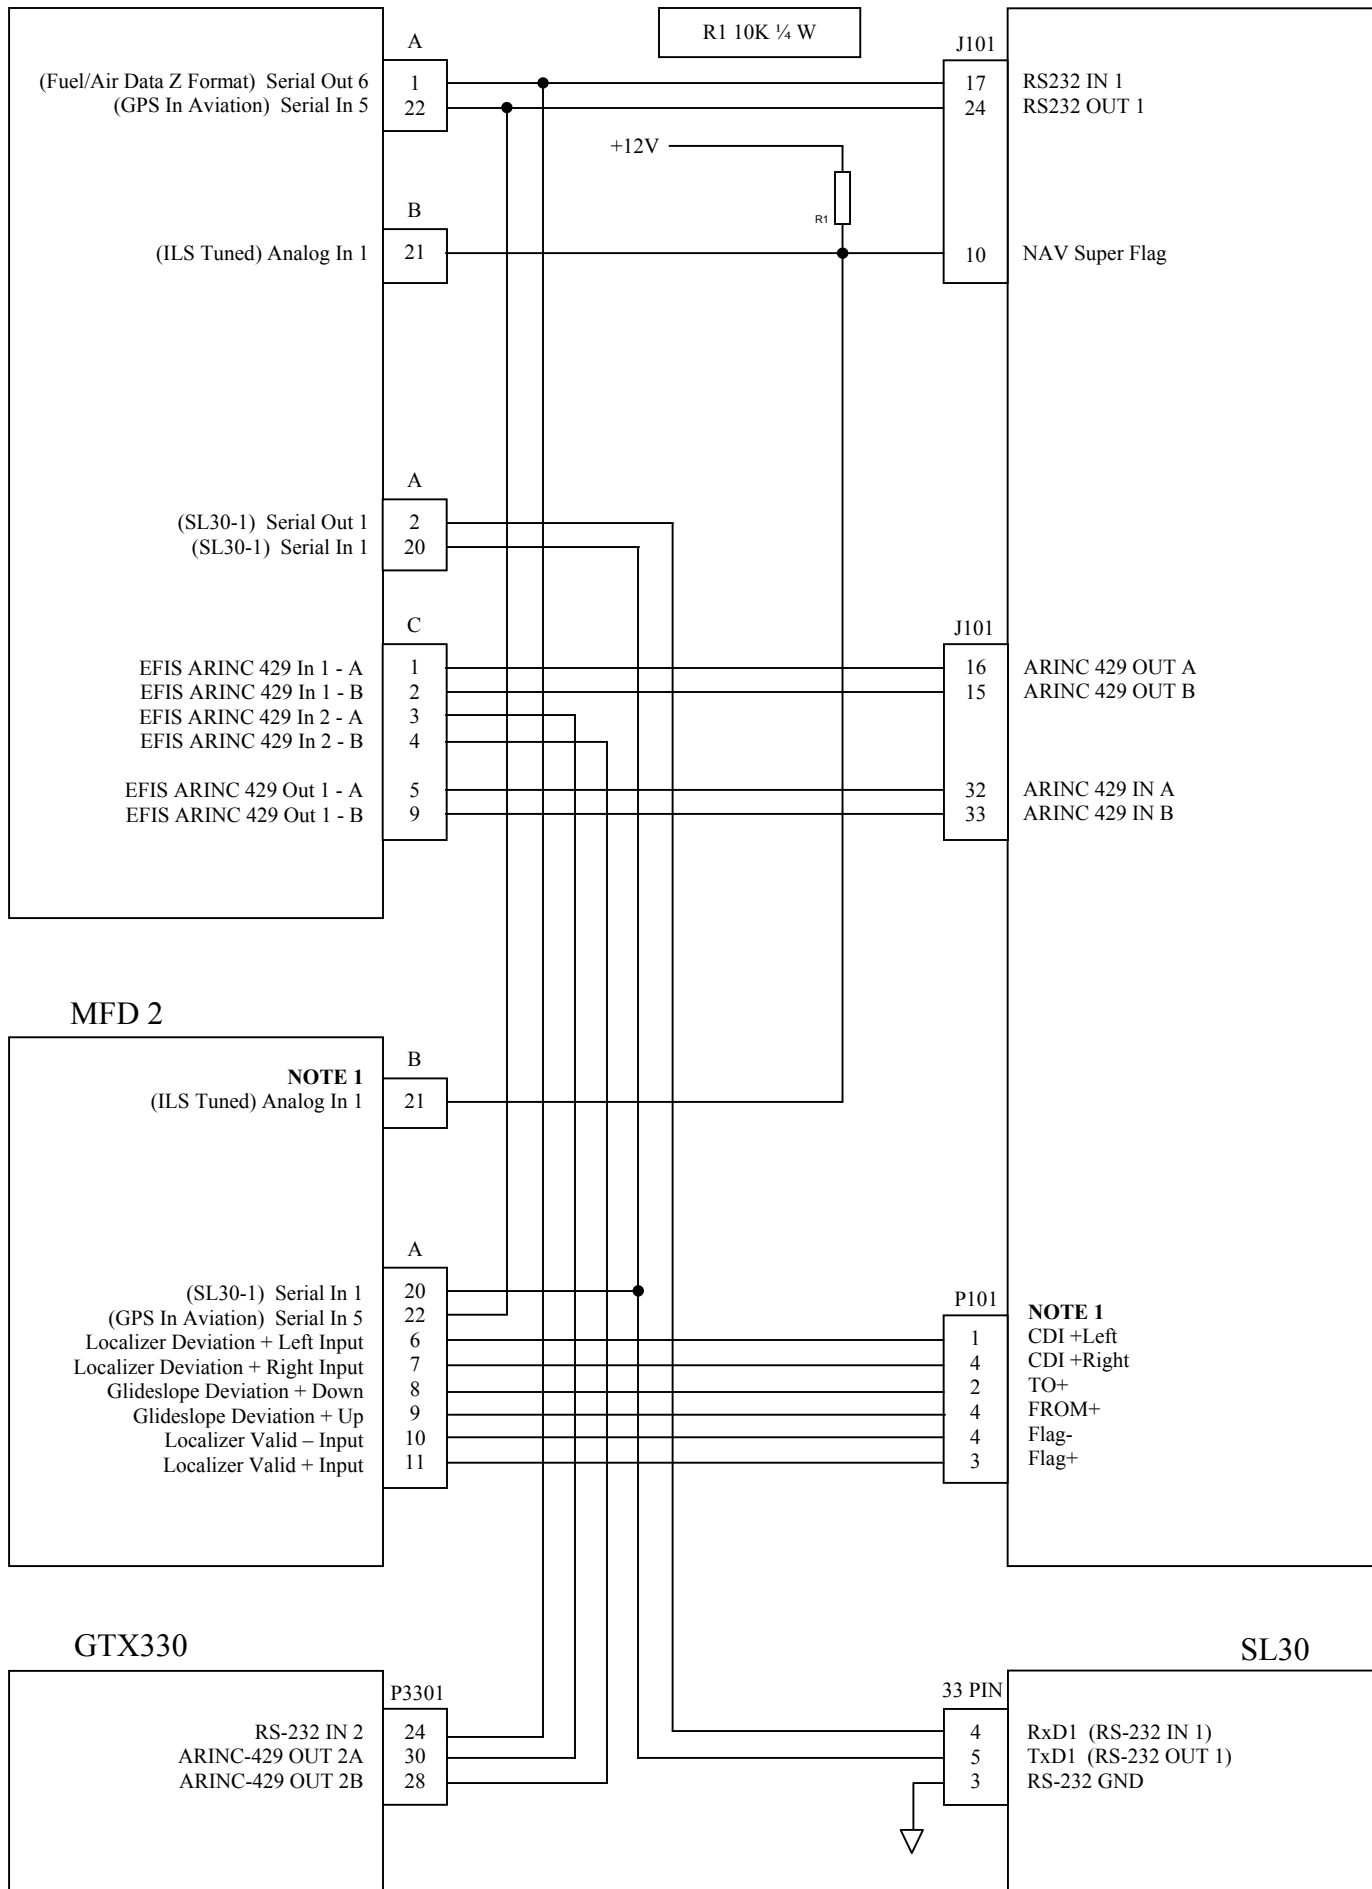 R1 10K ¼ W
A
J101
(Fuel/Air Data Z Format) Serial Out 6
1
17
RS232 IN 1
(GPS In Aviation) Serial In 5
22
24
RS232 OUT 1
+12V
R1
B
(ILS Tuned) Analog In 1
21
10
NAV Super Flag
A
(SL30-1) Serial Out 1
2
(SL30-1) Serial In 1
20
C
J101
EFIS ARINC 429 In 1 - A
1
16
ARINC 429 OUT A
EFIS ARINC 429 In 1 - B
2
15
ARINC 429 OUT B
EFIS ARINC 429 In 2 - A
3
EFIS ARINC 429 In 2 - B
4
EFIS ARINC 429 Out 1 - A
5
32
ARINC 429 IN A
EFIS ARINC 429 Out 1 - B
9
33
ARINC 429 IN B
MFD 2
B
NOTE 1
(ILS Tuned) Analog In 1
21
A
(SL30-1) Serial In 1
20
(GPS In Aviation) Serial In 5
22
P101
NOTE 1
Localizer Deviation + Left Input
6
1
CDI +Left
Localizer Deviation + Right Input
7
4
CDI +Right
Glideslope Deviation + Down
8
2
TO+
Glideslope Deviation + Up
9
4
FROM+
Localizer Valid – Input
10
4
Flag-
Localizer Valid + Input
11
3
Flag+
GTX330
SL30
P3301
33 PIN
RS-232 IN 2
24
4
RxD1 (RS-232 IN 1)
ARINC-429 OUT 2A
30
5
TxD1 (RS-232 OUT 1)
ARINC-429 OUT 2B
28
3
RS-232 GND